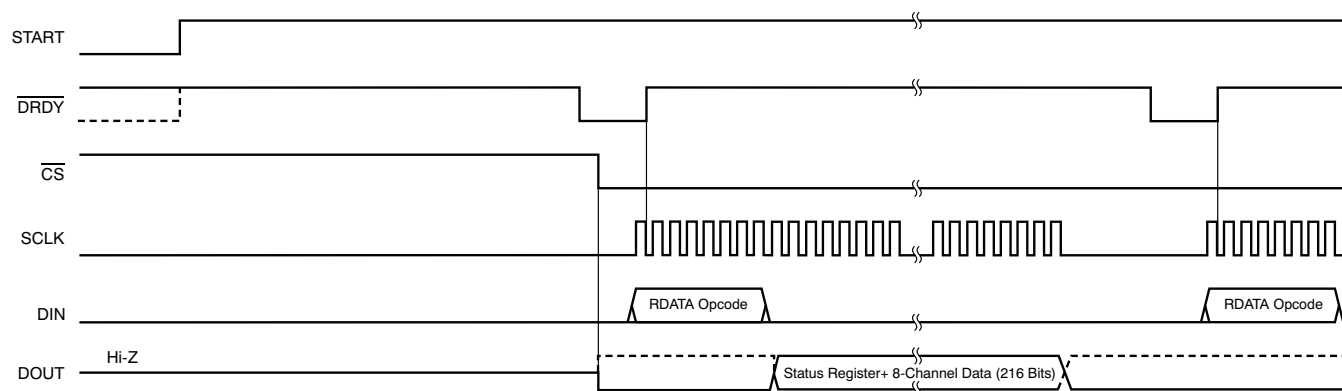 START
DRDY
CS
SCLK
DIN
RDATA Opcode
RDATA Opcode
Hi-Z
DOUT
Status Register+ 8-Channel Data (216 Bits)